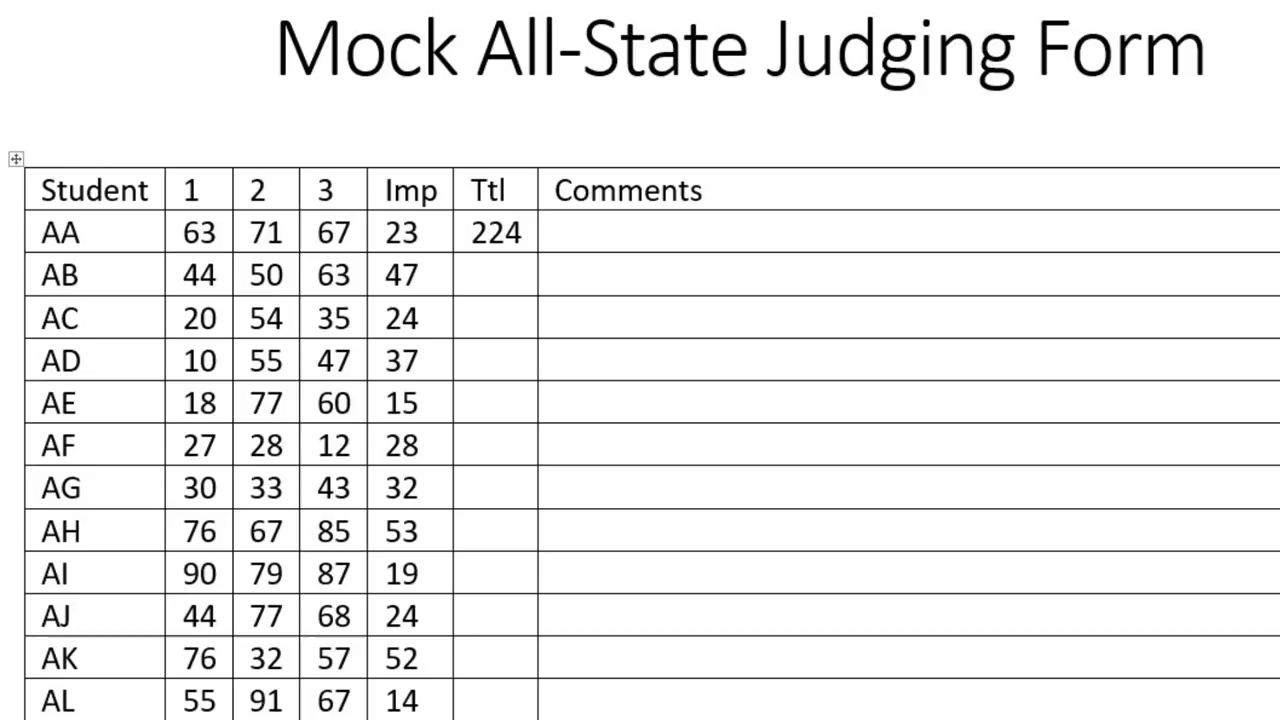 Mock All-State Judging Form
Student 1 2 3 Imp Ttl Comments
AA 63 71 67 23 224
AB 44 50 63 47
AC 20 54 35 24
AD 10 55 47 37
AE 18 77 60 15
AF 27 28 12 28
AG 30 33 43 32
AH 76 67 85 53
AI 90 79 87 19
AJ 44 77 68 24
AK 76 32 57 52
AL 55 91 67 14